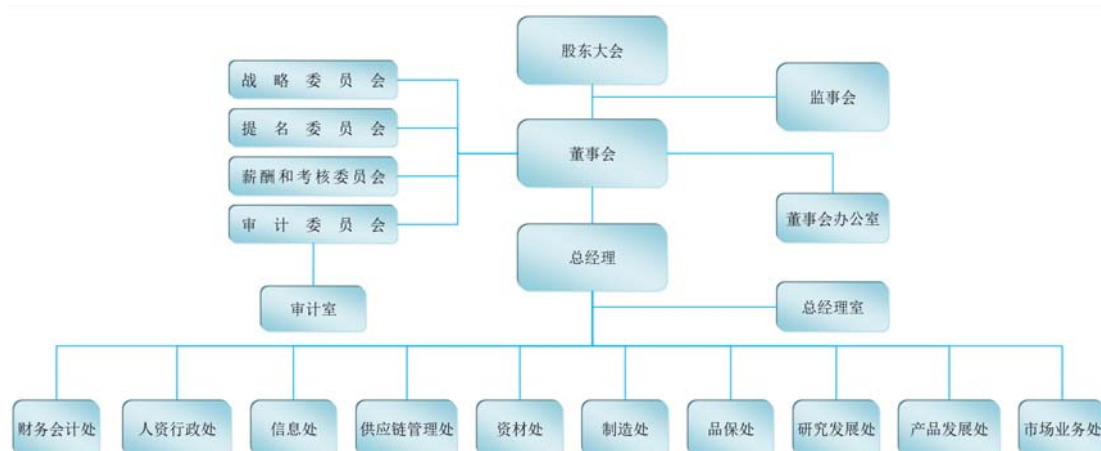 股东大会
战略委员会
监事会
提名委员会
董事会
薪酬和考核委员会
审计委员会
董事会办公室
总经理
审计室
总经理室
财务会计处
人资行政处
信息处
供应链管理处
资材处
制造处
品保处
研究发展处
产品发展处
市场业务处